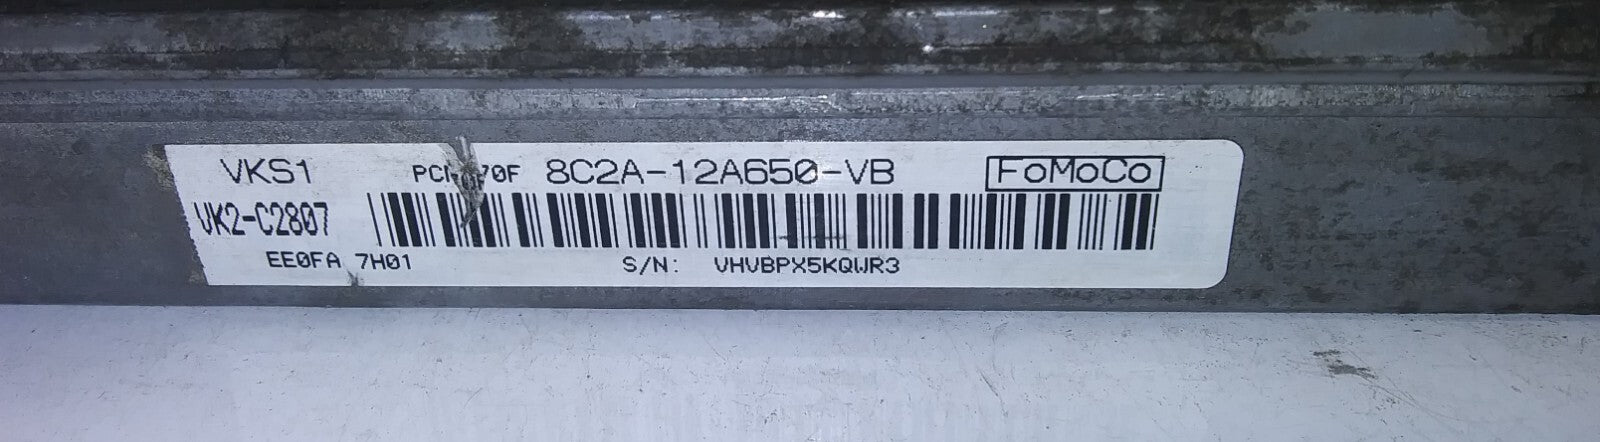 VKS1 8C2A-12A650-VB FoMoCo
VK2-C2807
EE0FA 7H01 S/N: VHVBPX5KQWR3